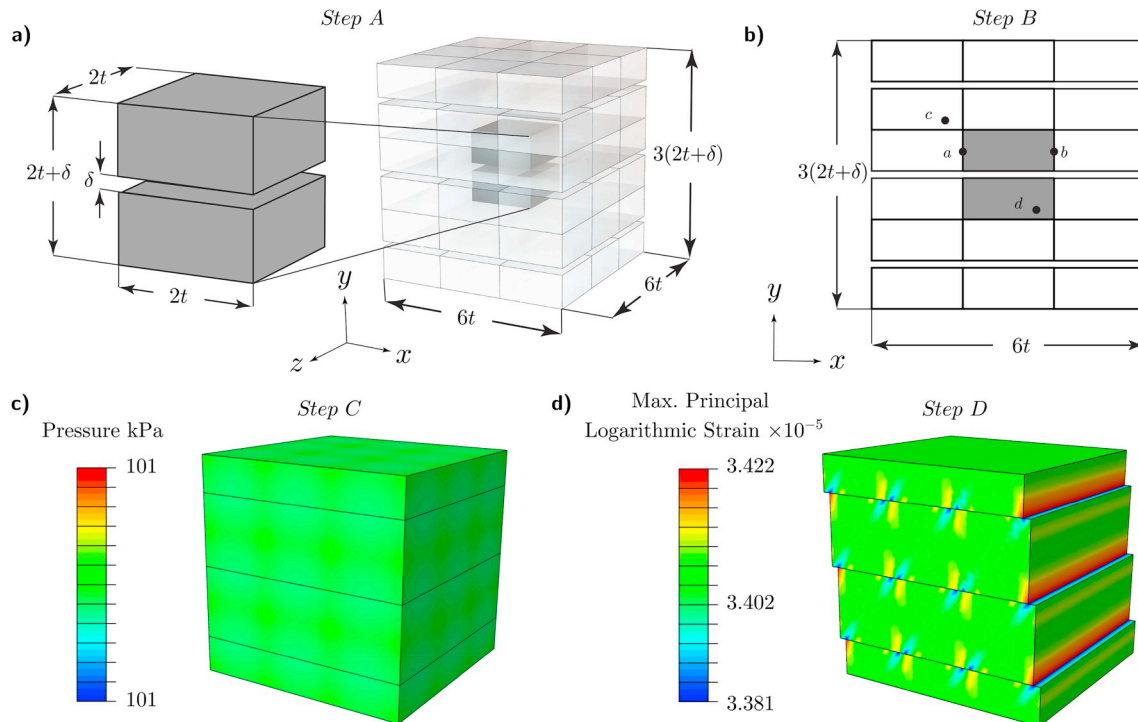 Step A
a)
2t
2t+δ
δ
2t
3(2t+δ)
6t
6t
y
x
z
Step B
b)
c
a
b
d
3(2t+δ)
y
x
6t
c)
Step C
Pressure kPa
101
101
d)
Max. Principal
Logarithmic Strain ×10⁻⁵
Step D
3.422
3.402
3.381